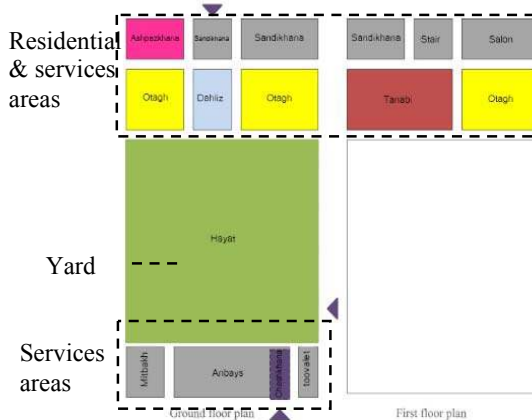 Residential
& services
areas
Ashpazkhana
Sandikhana
Sandikhana
Sandikhana
Stair
Salon
Otagh
Dahliz
Otagh
Tanabi
Otagh
Hayat
Yard
Services
areas
Mitbakh
Anbays
toovalet
Ground floor plan
First floor plan